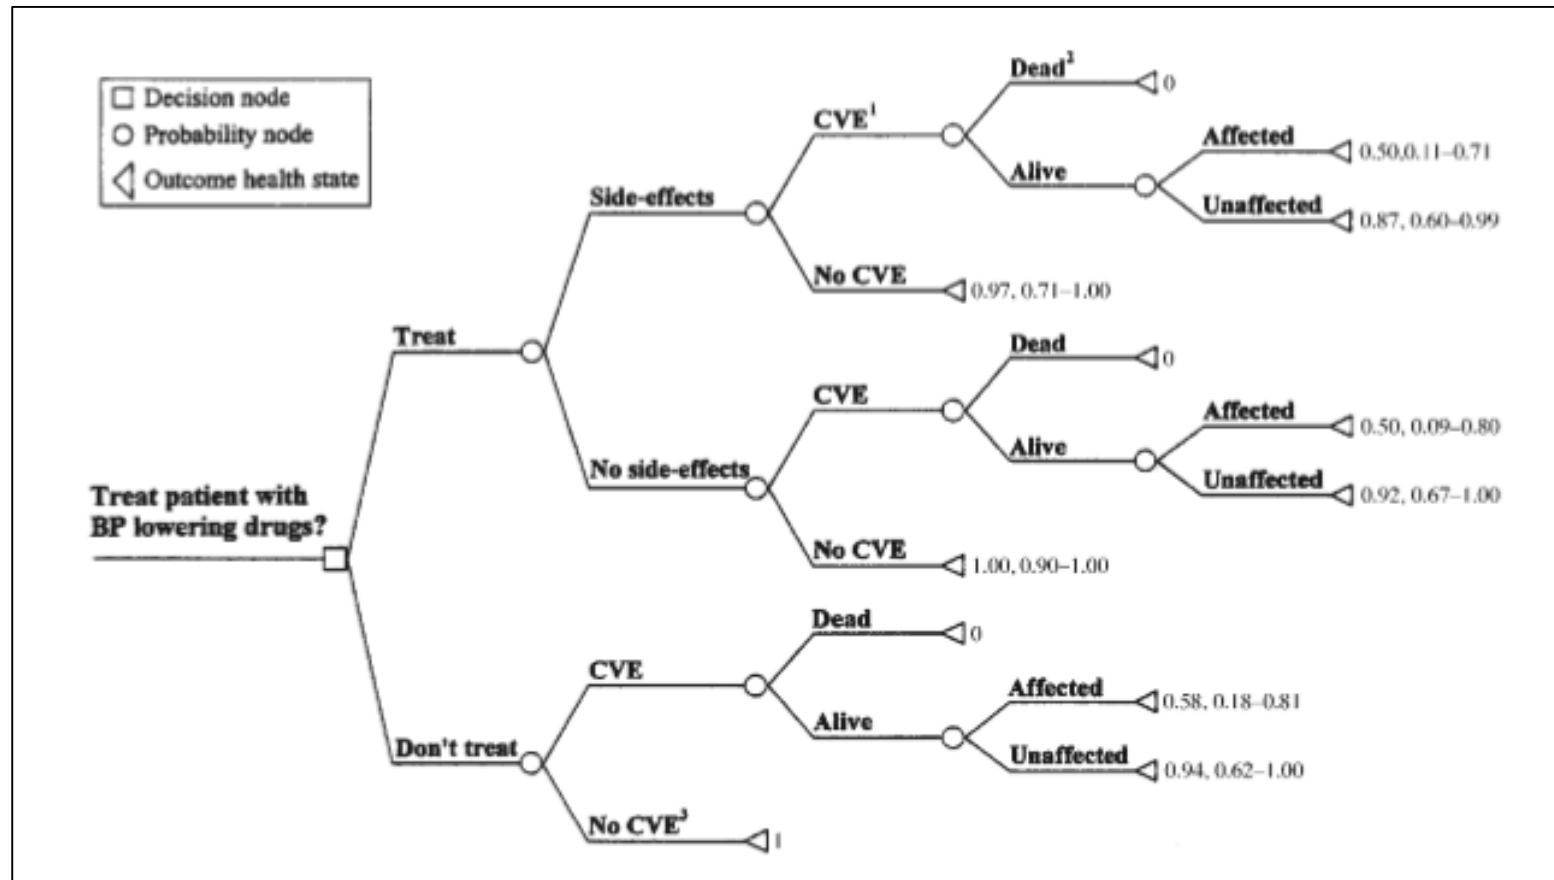 Decision node
Probability node
Outcome health state
Dead²
0
CVE¹
Affected
0.50,0.11–0.71
Alive
Side-effects
Unaffected
0.87, 0.60–0.99
No CVE
0.97, 0.71–1.00
Treat
Dead
0
CVE
Affected
0.50, 0.09–0.80
Alive
No side-effects
Unaffected
0.92, 0.67–1.00
Treat patient with
BP lowering drugs?
No CVE
1.00, 0.90–1.00
Dead
0
CVE
Affected
0.58, 0.18–0.81
Alive
Don't treat
Unaffected
0.94, 0.62–1.00
No CVE³
1